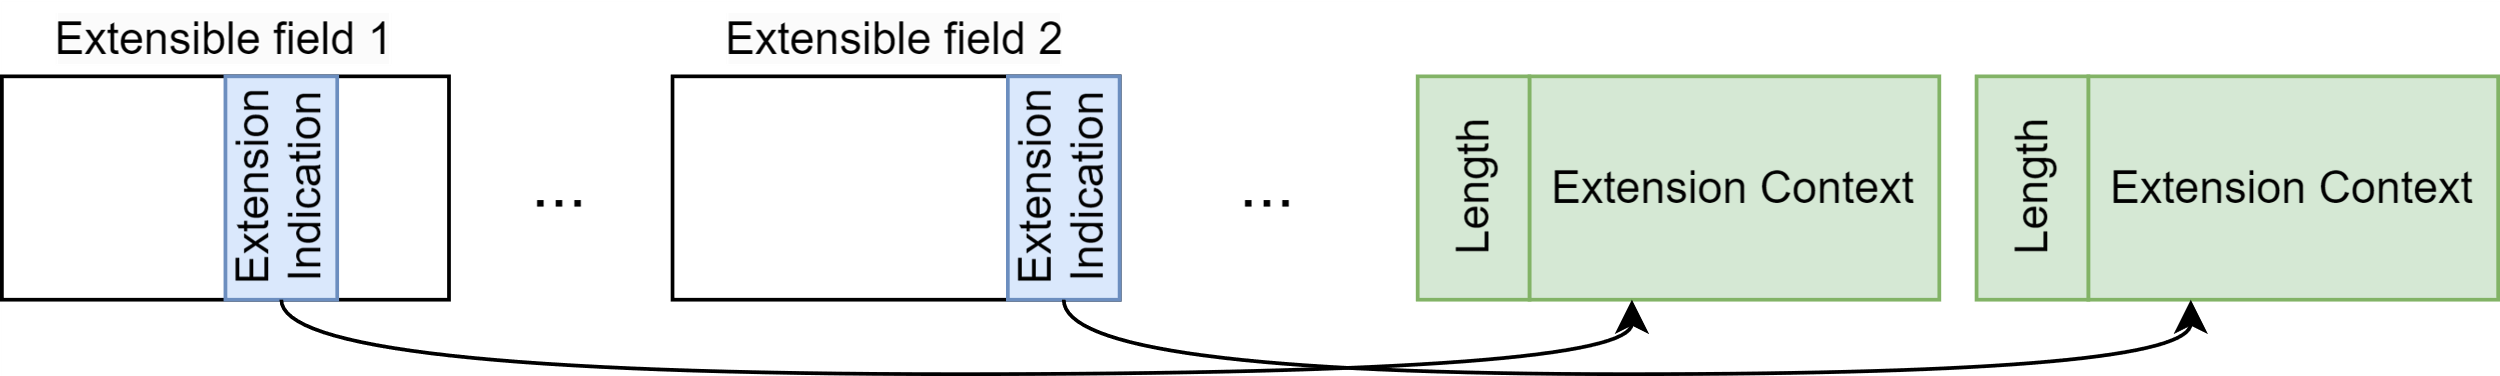 Extensible field 1
Extensible field 2
Extension
Indication
...
Extension
Indication
...
Length
Extension Context
Length
Extension Context